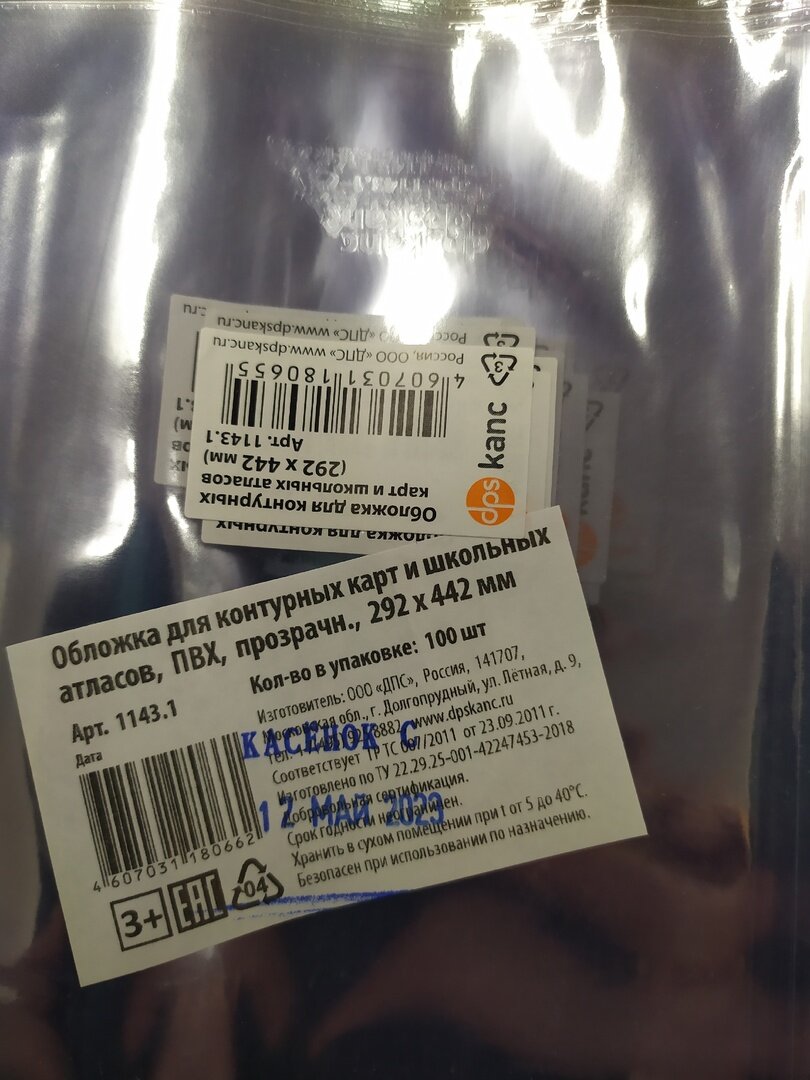 Россия, ООО «ДПС» www.dpskanc.ru
4 607031 180655
Арт. 1143.1
(292 х 442 мм)
карт и школьных атласов
Обложка для контурных
dps kanc
3
Обложка для контурных карт и школьных
атласов, ПВХ, прозрачн., 292 х 442 мм
Кол-во в упаковке: 100 шт
Арт. 1143.1
Дата
Изготовитель: ООО «ДПС», Россия, 141707,
Московская обл., г. Долгопрудный, ул. Лётная, д. 9,
www.dpskanc.ru
Соответствует ТР ТС 007/2011 от 23.09.2011 г.
Изготовлено по ТУ 22.29.25-001-42247453-2018
Добровольная сертификация.
Срок годности неограничен.
Хранить в сухом помещении при t от 5 до 40°С.
Безопасен при использовании по назначению.
КАСЕНОК С
12 МАЙ 2023
4 607031 180662
3+ EAC 04